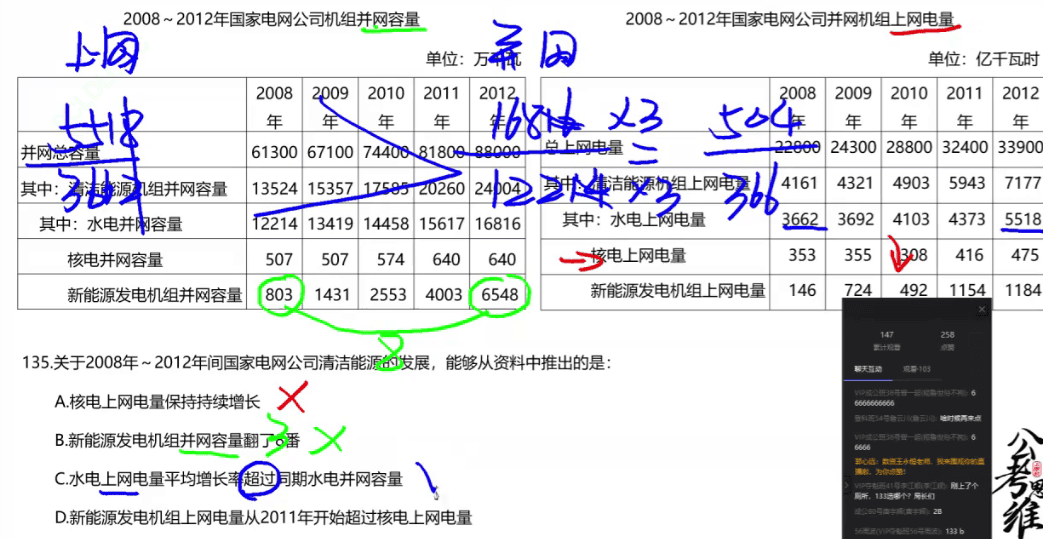 2008～2012年国家电网公司机组并网容量
单位：万千瓦
2008年 2009年 2010年 2011年 2012年
并网总容量 61300 67100 74400 81800 88000
其中：清洁能源机组并网容量 13524 15357 17585 20260 24004
其中：水电并网容量 12214 13419 14458 15617 16816
核电并网容量 507 507 574 640 640
新能源发电机组并网容量 803 1431 2553 4003 6548
2008～2012年国家电网公司并网机组上网电量
单位：亿千瓦时
2008年 2009年 2010年 2011年 2012年
总上网电量 22800 24300 28800 32400 33900
其中：清洁能源机组上网电量 4161 4321 4903 5943 7177
其中：水电上网电量 3662 3692 4103 4373 5518
核电上网电量 353 355 308 416 475
新能源发电机组上网电量 146 724 492 1154 1184
上网
5518
3662
并网
16816 ×3 504
12214 ×3 366
8
135.关于2008年～2012年间国家电网公司清洁能源的发展，能够从资料中推出的是：
A.核电上网电量保持持续增长
B.新能源发电机组并网容量翻了8番
3
C.水电上网电量平均增长率超过同期水电并网容量
D.新能源发电机组上网电量从2011年开始超过核电上网电量
147 258
累计观看 点赞
聊天互动 观看·103
公考思维